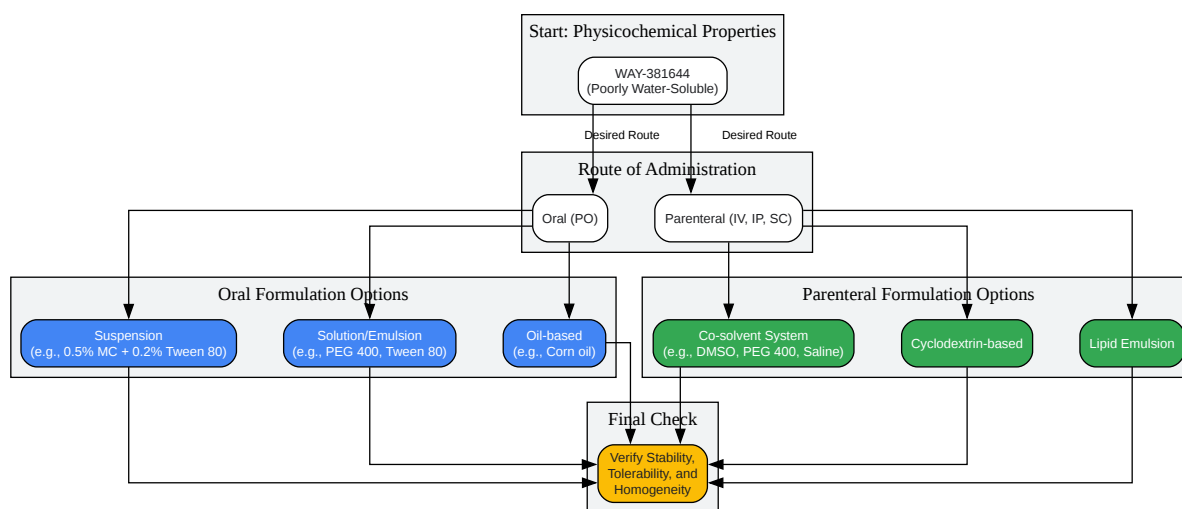 Start: Physicochemical Properties
WAY-381644
(Poorly Water-Soluble)
Desired Route
Desired Route
Route of Administration
Oral (PO)
Parenteral (IV, IP, SC)
Oral Formulation Options
Parenteral Formulation Options
Suspension
(e.g., 0.5% MC + 0.2% Tween 80)
Solution/Emulsion
(e.g., PEG 400, Tween 80)
Oil-based
(e.g., Corn oil)
Co-solvent System
(e.g., DMSO, PEG 400, Saline)
Cyclodextrin-based
Lipid Emulsion
Final Check
Verify Stability,
Tolerability, and
Homogeneity